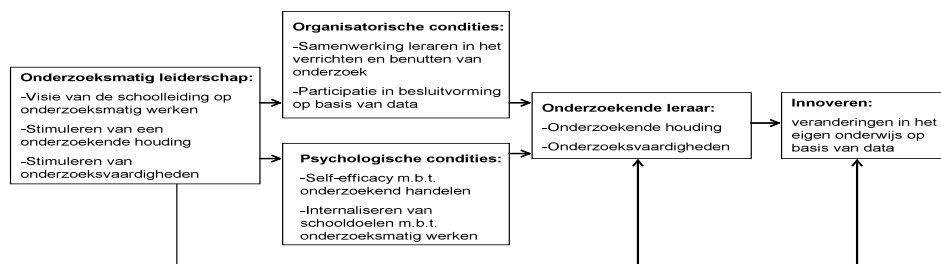 Onderzoeksmatig leiderschap:
-Visie van de schoolleiding op
onderzoeksmatig werken
-Stimuleren van een
onderzoekende houding
-Stimuleren van
onderzoeksvaardigheden
Organisatorische condities:
-Samenwerking leraren in het
verrichten en benutten van
onderzoek
-Participatie in besluitvorming
op basis van data
Psychologische condities:
-Self-efficacy m.b.t.
onderzoekend handelen
-Internaliseren van
schooldoelen m.b.t.
onderzoeksmatig werken
Onderzoekende leraar:
-Onderzoekende houding
-Onderzoeksvaardigheden
Innoveren:
veranderingen in het
eigen onderwijs op
basis van data